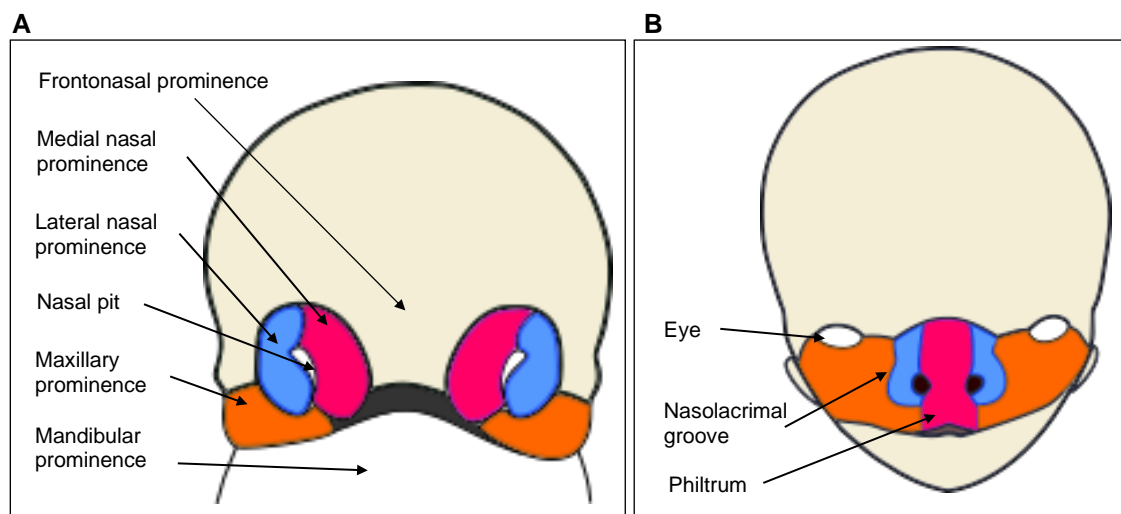 A
Frontonasal prominence
Medial nasal
prominence
Lateral nasal
prominence
Nasal pit
Maxillary
prominence
Mandibular
prominence
B
Eye
Nasolacrimal
groove
Philtrum